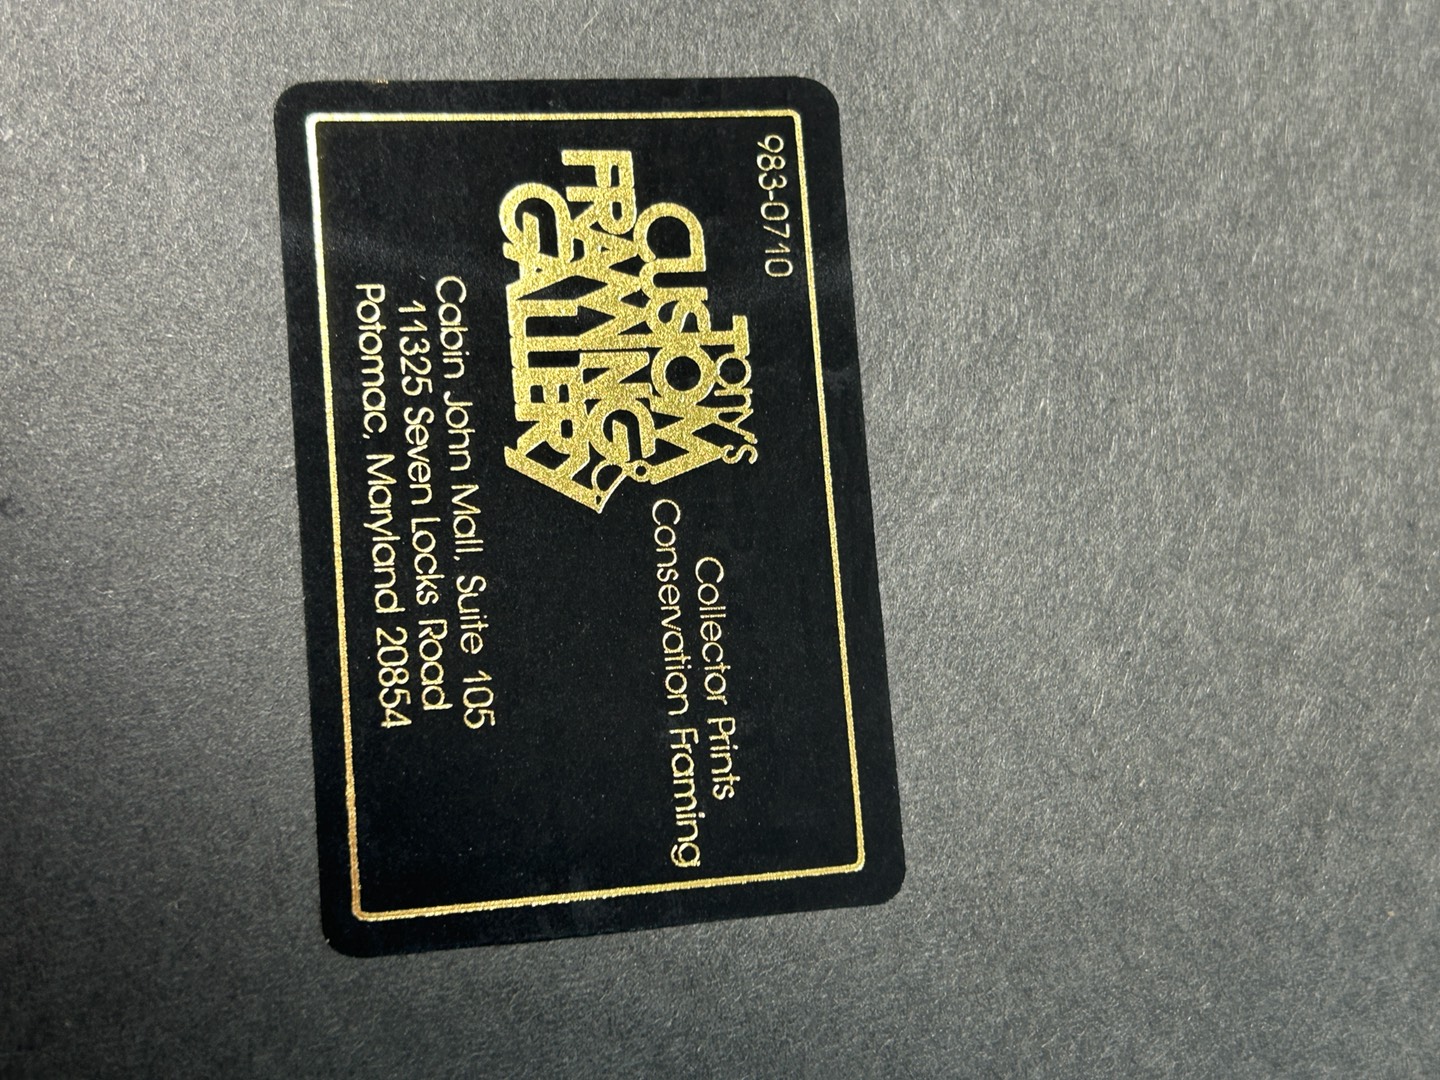 983-0710
Tony's
CUSTOM
FRAMING
GALLERY
Collector Prints
Conservation Framing
Cabin John Mall, Suite 105
11325 Seven Locks Road
Potomac, Maryland 20854